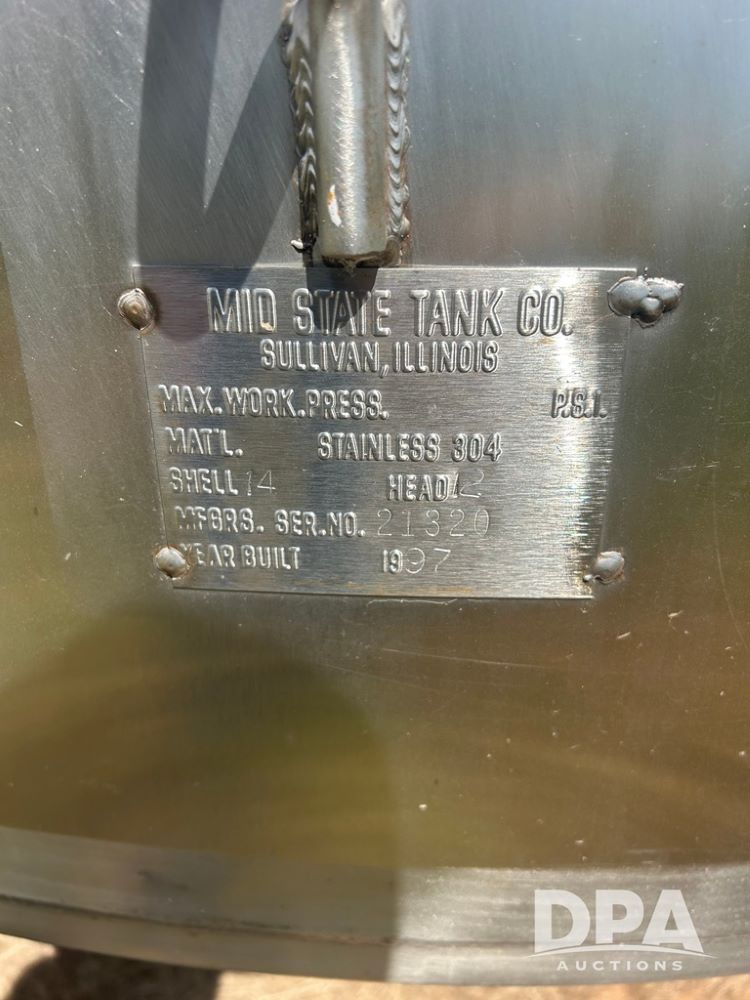 MID STATE TANK CO.
SULLIVAN, ILLINOIS
MAX. WORK. PRESS. P.S.I.
MAT'L. STAINLESS 304
SHELL 14 HEAD 12
MFGRS. SER. NO. 21320
YEAR BUILT 1997
DPA
AUCTIONS